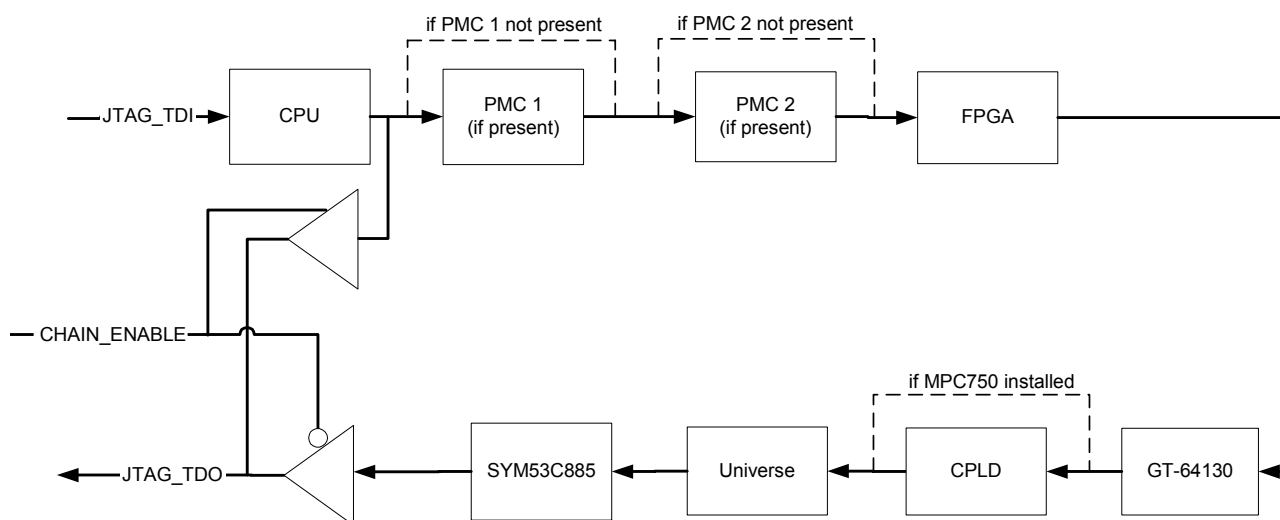 if PMC 1 not present
if PMC 2 not present
JTAG_TDI
CPU
PMC 1
(if present)
PMC 2
(if present)
FPGA
CHAIN_ENABLE
if MPC750 installed
JTAG_TDO
SYM53C885
Universe
CPLD
GT-64130